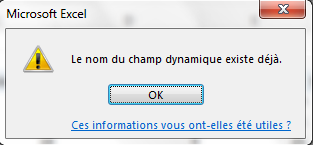 Microsoft Excel
Le nom du champ dynamique existe déjà.
OK
Ces informations vous ont-elles été utiles ?